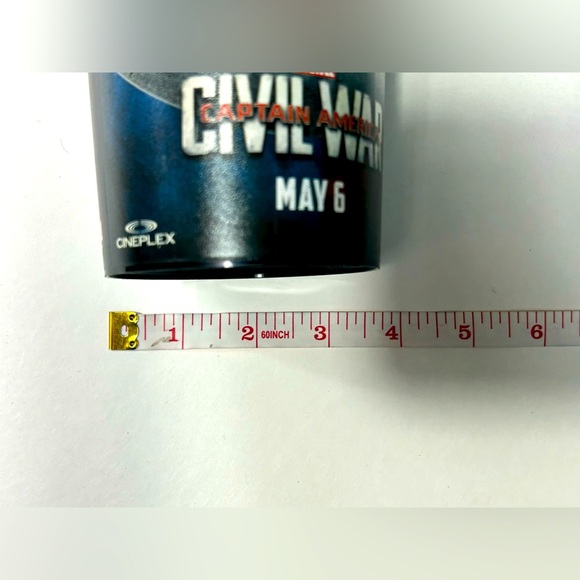 CIVIL WAR
CAPTAIN AMERICA
MAY 6
CINEPLEX
1 2 60INCH 3 4 5 6